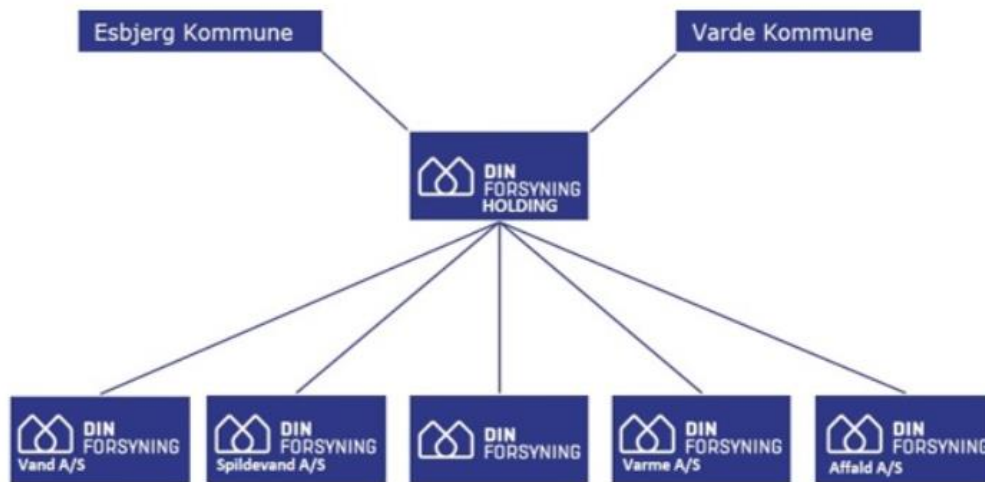 Esbjerg Kommune
Varde Kommune
DIN
FORSYNING
HOLDING
DIN
FORSYNING
Vand A/S
DIN
FORSYNING
Spildevand A/S
DIN
FORSYNING
DIN
FORSYNING
Varme A/S
DIN
FORSYNING
Affald A/S